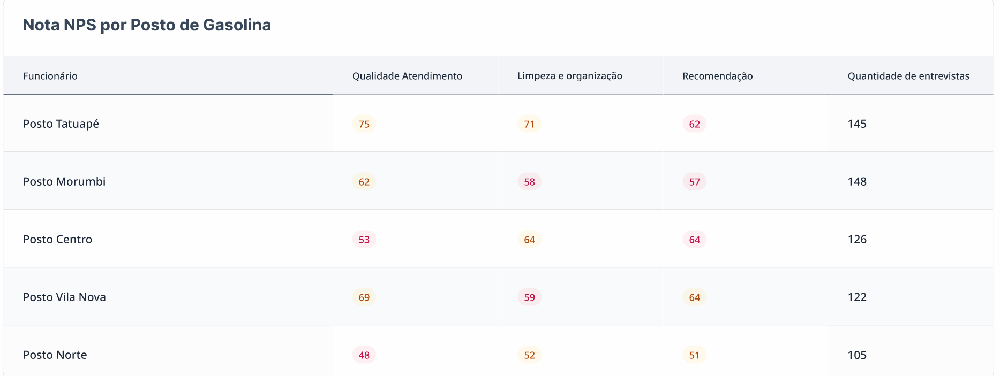 Nota NPS por Posto de Gasolina
Funcionário Qualidade Atendimento Limpeza e organização Recomendação Quantidade de entrevistas
Posto Tatuapé 75 71 62 145
Posto Morumbi 62 58 57 148
Posto Centro 53 64 64 126
Posto Vila Nova 69 59 64 122
Posto Norte 48 52 51 105